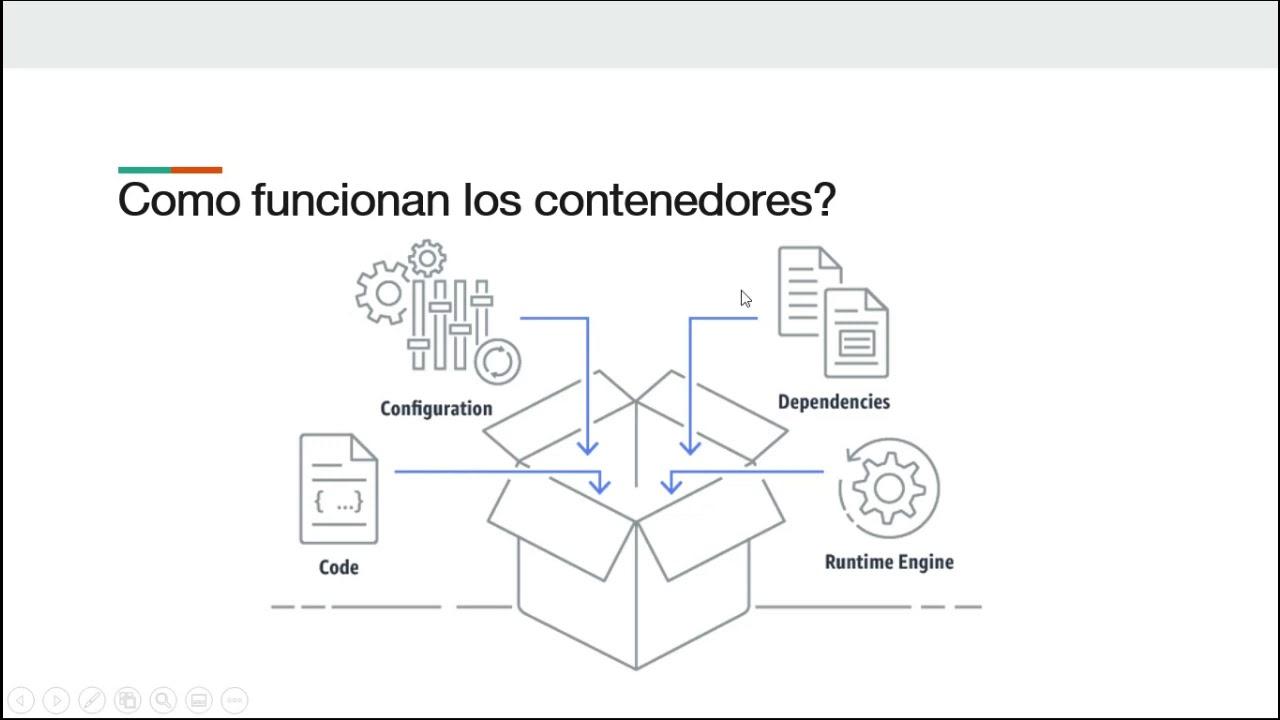 Como funcionan los contenedores?
Configuration
Dependencies
{ ...}
Code
Runtime Engine